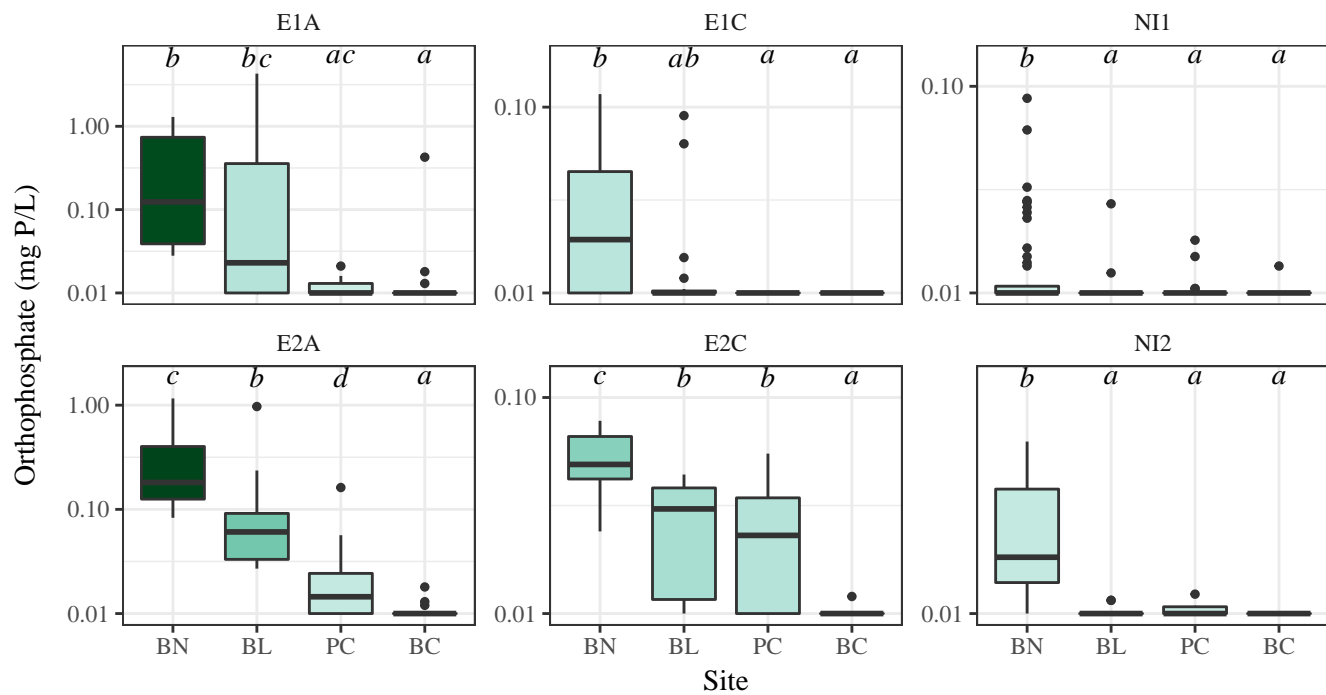 E1A E1C NI1
b bc ac a b ab a a b a a a
1.00 0.10 0.10
0.10
0.01 0.01 0.01
Orthophosphate (mg P/L)
E2A E2C NI2
c b d a c b b a b a a a
1.00 0.10
0.10
0.01 0.01 0.01
BN BL PC BC BN BL PC BC BN BL PC BC
Site